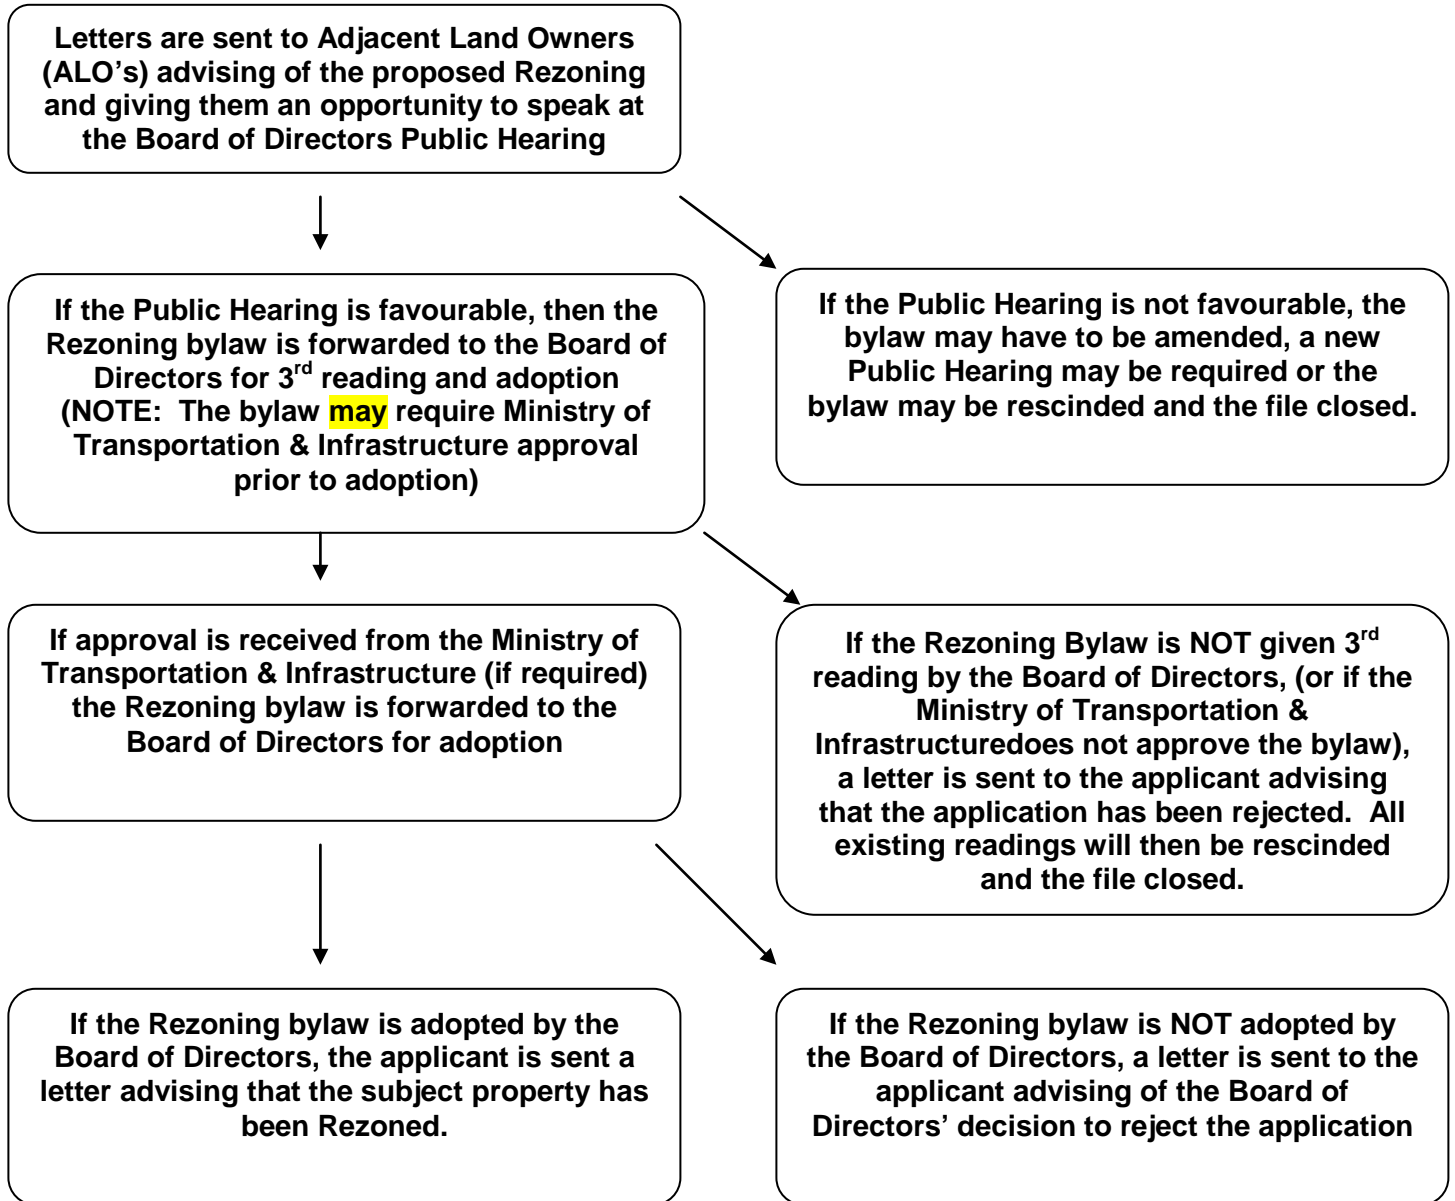 Letters are sent to Adjacent Land Owners
(ALO’s) advising of the proposed Rezoning
and giving them an opportunity to speak at
the Board of Directors Public Hearing
If the Public Hearing is favourable, then the
Rezoning bylaw is forwarded to the Board of
Directors for 3rd reading and adoption
(NOTE:  The bylaw may require Ministry of
Transportation & Infrastructure approval
prior to adoption)
If the Public Hearing is not favourable, the
bylaw may have to be amended, a new
Public Hearing may be required or the
bylaw may be rescinded and the file closed.
If approval is received from the Ministry of
Transportation & Infrastructure (if required)
the Rezoning bylaw is forwarded to the
Board of Directors for adoption
If the Rezoning Bylaw is NOT given 3rd
reading by the Board of Directors, (or if the
Ministry of Transportation &
Infrastructuredoes not approve the bylaw),
a letter is sent to the applicant advising
that the application has been rejected.  All
existing readings will then be rescinded
and the file closed.
If the Rezoning bylaw is adopted by the
Board of Directors, the applicant is sent a
letter advising that the subject property has
been Rezoned.
If the Rezoning bylaw is NOT adopted by
the Board of Directors, a letter is sent to the
applicant advising of the Board of
Directors’ decision to reject the application